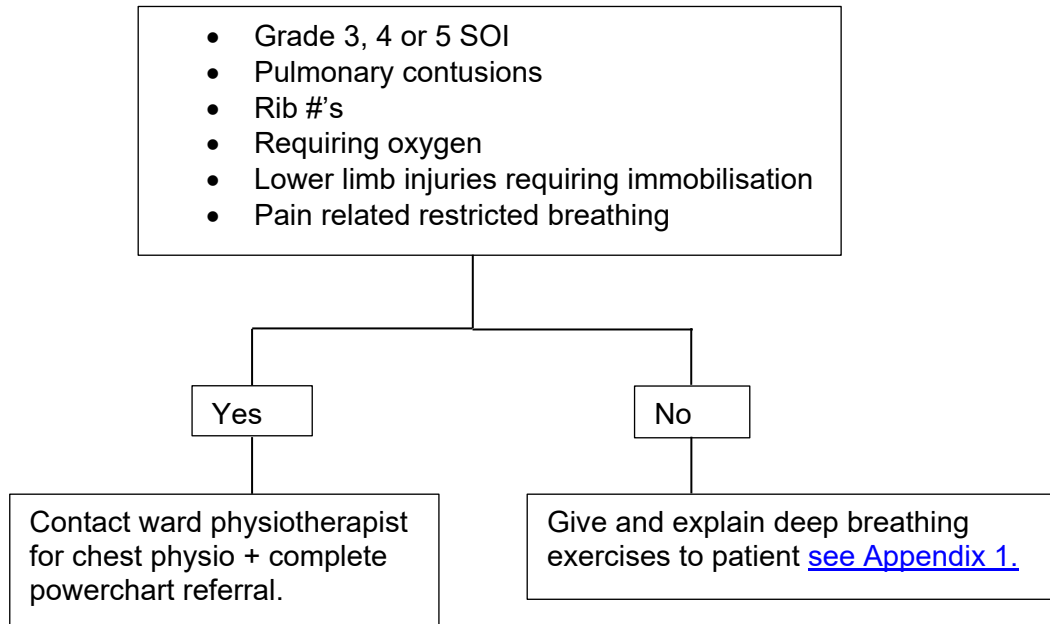 • Grade 3, 4 or 5 SOI
• Pulmonary contusions
• Rib #'s
• Requiring oxygen
• Lower limb injuries requiring immobilisation
• Pain related restricted breathing
Yes
No
Contact ward physiotherapist
for chest physio + complete
powerchart referral.
Give and explain deep breathing
exercises to patient see Appendix 1.